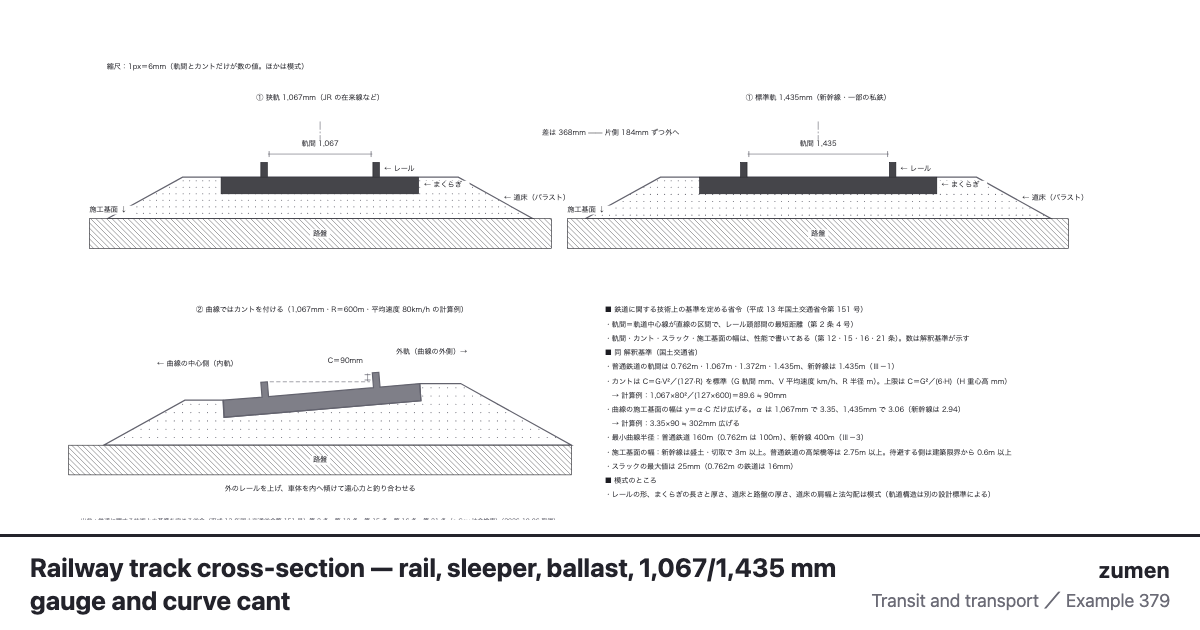 縮尺：1px＝6mm（軌間とカントだけが数の値。ほかは模式）
① 狭軌 1,067mm（JR の在来線など）
① 標準軌 1,435mm（新幹線・一部の私鉄）
差は 368mm —— 片側 184mm ずつ外へ
軌間 1,067
軌間 1,435
← レール
← まくらぎ
← 道床（バラスト）
施工基面 ↓
路盤
← レール
← まくらぎ
← 道床（バラスト）
施工基面 ↓
路盤
② 曲線ではカントを付ける（1,067mm・R＝600m・平均速度 80km/h の計算例）
外軌（曲線の外側）→
C＝90mm
← 曲線の中心側（内軌）
路盤
外のレールを上げ、車体を内へ傾けて遠心力と釣り合わせる
■ 鉄道に関する技術上の基準を定める省令（平成 13 年国土交通省令第 151 号）
・軌間＝軌道中心線が直線の区間で、レール頭部間の最短距離（第 2 条 4 号）
・軌間・カント・スラック・施工基面の幅は、性能で書いてある（第 12・15・16・21 条）。数は解釈基準が示す
■ 同 解釈基準（国土交通省）
・普通鉄道の軌間は 0.762m・1.067m・1.372m・1.435m、新幹線は 1.435m（Ⅲ－1）
・カントは C＝G·V²／(127·R) を標準（G 軌間 mm、V 平均速度 km/h、R 半径 m）。上限は C＝G²／(6·H)（H 重心高 mm）
→ 計算例：1,067×80²／(127×600)＝89.6 ≒ 90mm
・曲線の施工基面の幅は y＝α·C だけ広げる。α は 1,067mm で 3.35、1,435mm で 3.06（新幹線は 2.94）
→ 計算例：3.35×90 ≒ 302mm 広げる
・最小曲線半径：普通鉄道 160m（0.762m は 100m）、新幹線 400m（Ⅲ－3）
・施工基面の幅：新幹線は盛土・切取で 3m 以上。普通鉄道の高架橋等は 2.75m 以上。待避する側は建築限界から 0.6m 以上
・スラックの最大値は 25mm（0.762m の鉄道は 16mm）
■ 模式のところ
・レールの形、まくらぎの長さと厚さ、道床と路盤の厚さ、道床の肩幅と法勾配は模式（軌道構造は別の設計標準による）
Railway track cross-section — rail, sleeper, ballast, 1,067/1,435 mm
gauge and curve cant
zumen
Transit and transport ／ Example 379